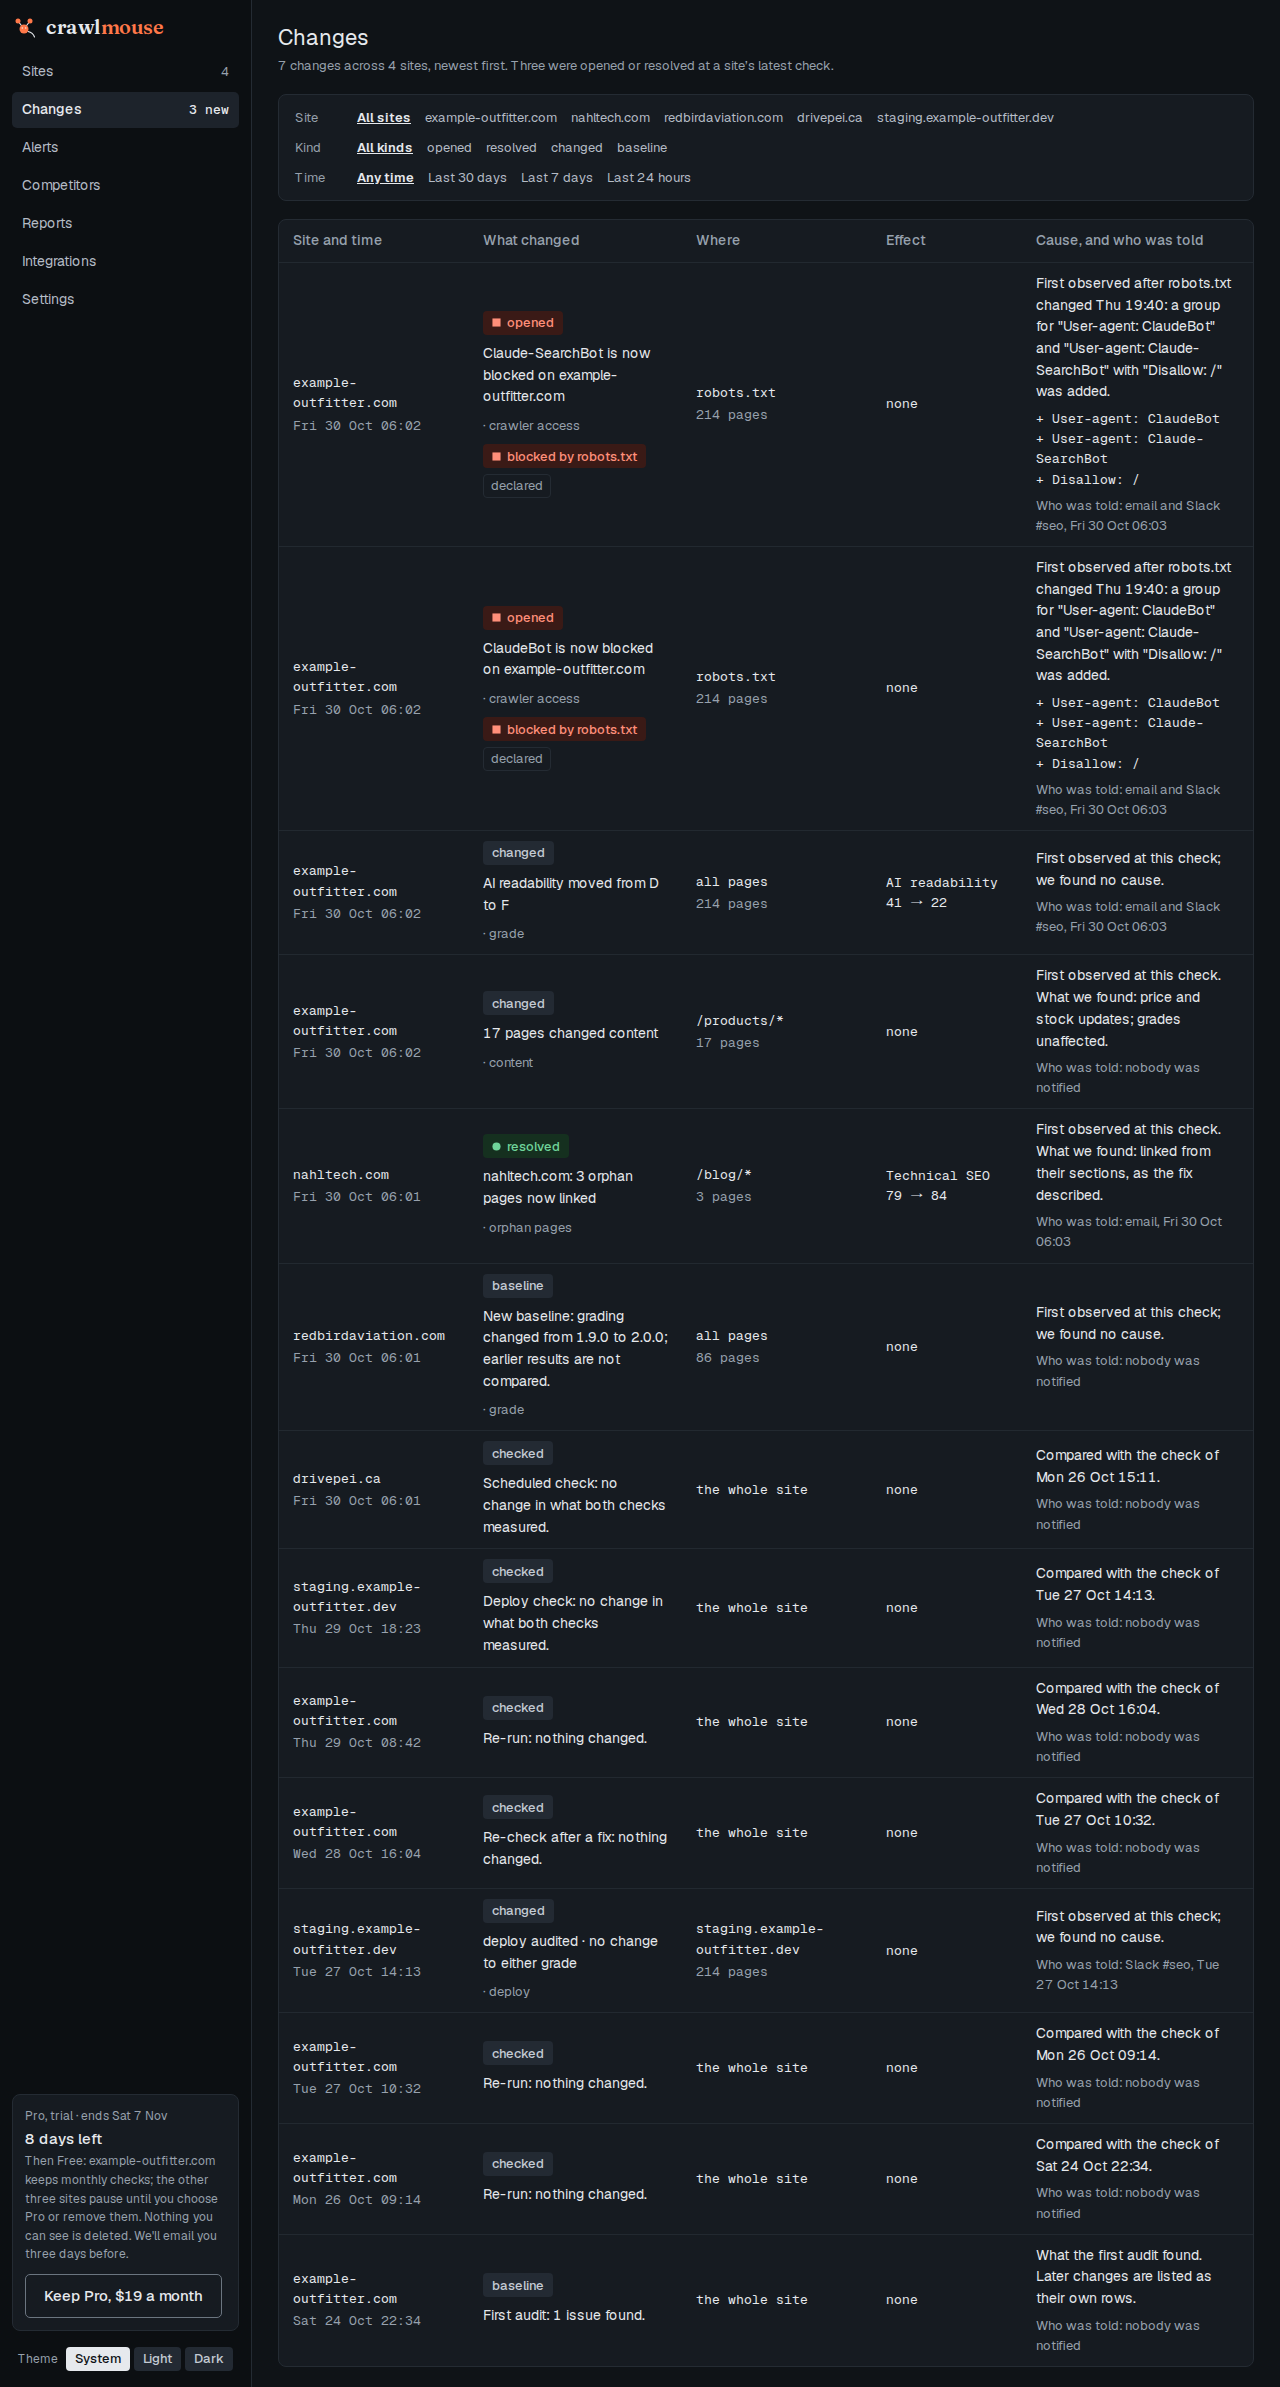 crawlmouse
Sites 4
Changes 3 new
Alerts
Competitors
Reports
Integrations
Settings
Pro, trial · ends Sat 7 Nov
8 days left
Then Free: example-outfitter.com
keeps monthly checks; the other
three sites pause until you choose
Pro or remove them. Nothing you
can see is deleted. We'll email you
three days before.
Keep Pro, $19 a month
Theme System Light Dark
Changes
7 changes across 4 sites, newest first. Three were opened or resolved at a site's latest check.
Site All sites example-outfitter.com nahltech.com redbirdaviation.com drivepei.ca staging.example-outfitter.dev
Kind All kinds opened resolved changed baseline
Time Any time Last 30 days Last 7 days Last 24 hours
Site and time What changed Where Effect Cause, and who was told
example-
outfitter.com
Fri 30 Oct 06:02
opened
Claude-SearchBot is now
blocked on example-
outfitter.com
· crawler access
blocked by robots.txt
declared
robots.txt
214 pages
none
First observed after robots.txt
changed Thu 19:40: a group
for "User-agent: ClaudeBot"
and "User-agent: Claude-
SearchBot" with "Disallow: /"
was added.
+ User-agent: ClaudeBot
+ User-agent: Claude-
SearchBot
+ Disallow: /
Who was told: email and Slack
#seo, Fri 30 Oct 06:03
example-
outfitter.com
Fri 30 Oct 06:02
opened
ClaudeBot is now blocked
on example-outfitter.com
· crawler access
blocked by robots.txt
declared
robots.txt
214 pages
none
First observed after robots.txt
changed Thu 19:40: a group
for "User-agent: ClaudeBot"
and "User-agent: Claude-
SearchBot" with "Disallow: /"
was added.
+ User-agent: ClaudeBot
+ User-agent: Claude-
SearchBot
+ Disallow: /
Who was told: email and Slack
#seo, Fri 30 Oct 06:03
example-
outfitter.com
Fri 30 Oct 06:02
changed
AI readability moved from D
to F
· grade
all pages
214 pages
AI readability
41 → 22
First observed at this check;
we found no cause.
Who was told: email and Slack
#seo, Fri 30 Oct 06:03
example-
outfitter.com
Fri 30 Oct 06:02
changed
17 pages changed content
· content
/products/*
17 pages
none
First observed at this check.
What we found: price and
stock updates; grades
unaffected.
Who was told: nobody was
notified
nahltech.com
Fri 30 Oct 06:01
resolved
nahltech.com: 3 orphan
pages now linked
· orphan pages
/blog/*
3 pages
Technical SEO
79 → 84
First observed at this check.
What we found: linked from
their sections, as the fix
described.
Who was told: email, Fri 30 Oct
06:03
redbirdaviation.com
Fri 30 Oct 06:01
baseline
New baseline: grading
changed from 1.9.0 to 2.0.0;
earlier results are not
compared.
· grade
all pages
86 pages
none
First observed at this check;
we found no cause.
Who was told: nobody was
notified
drivepei.ca
Fri 30 Oct 06:01
checked
Scheduled check: no
change in what both checks
measured.
the whole site
none
Compared with the check of
Mon 26 Oct 15:11.
Who was told: nobody was
notified
staging.example-
outfitter.dev
Thu 29 Oct 18:23
checked
Deploy check: no change in
what both checks
measured.
the whole site
none
Compared with the check of
Tue 27 Oct 14:13.
Who was told: nobody was
notified
example-
outfitter.com
Thu 29 Oct 08:42
checked
Re-run: nothing changed.
the whole site
none
Compared with the check of
Wed 28 Oct 16:04.
Who was told: nobody was
notified
example-
outfitter.com
Wed 28 Oct 16:04
checked
Re-check after a fix: nothing
changed.
the whole site
none
Compared with the check of
Tue 27 Oct 10:32.
Who was told: nobody was
notified
staging.example-
outfitter.dev
Tue 27 Oct 14:13
changed
deploy audited · no change
to either grade
· deploy
staging.example-
outfitter.dev
214 pages
none
First observed at this check;
we found no cause.
Who was told: Slack #seo, Tue
27 Oct 14:13
example-
outfitter.com
Tue 27 Oct 10:32
checked
Re-run: nothing changed.
the whole site
none
Compared with the check of
Mon 26 Oct 09:14.
Who was told: nobody was
notified
example-
outfitter.com
Mon 26 Oct 09:14
checked
Re-run: nothing changed.
the whole site
none
Compared with the check of
Sat 24 Oct 22:34.
Who was told: nobody was
notified
example-
outfitter.com
Sat 24 Oct 22:34
baseline
First audit: 1 issue found.
the whole site
none
What the first audit found.
Later changes are listed as
their own rows.
Who was told: nobody was
notified